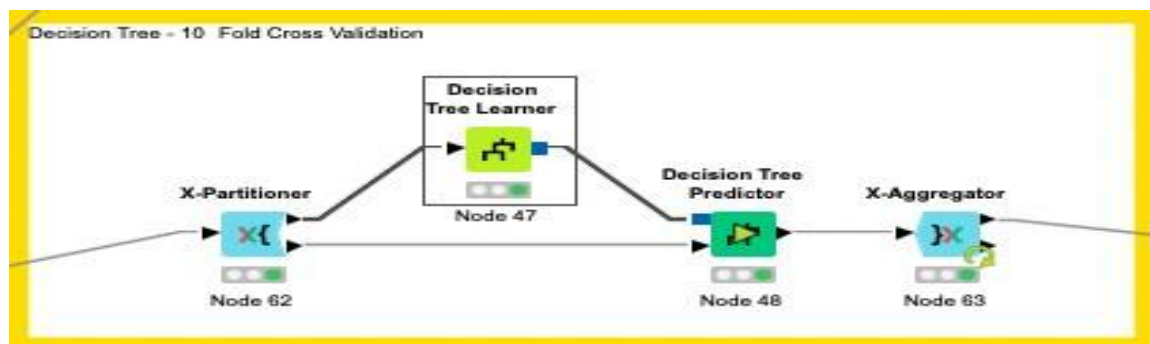 Decision Tree - 10 Fold Cross Validation
Decision
Tree Learner
Node 47
X-Partitioner
Node 62
Decision Tree
Predictor
Node 48
X-Aggregator
Node 63